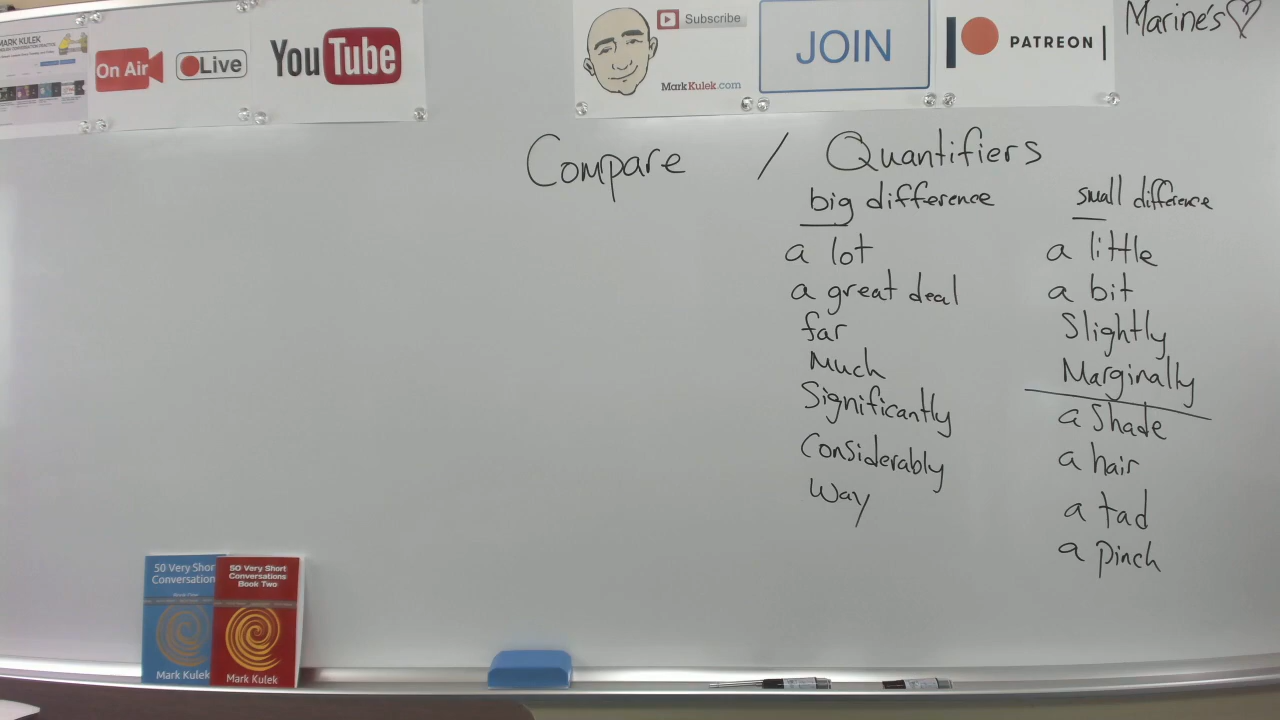 MARK KULEK
On Air
Live
YouTube
Subscribe
MarkKulek.com
JOIN
PATREON
Marine's
Compare / Quantifiers
big difference
a lot
a great deal
far
Much
Significantly
Considerably
Way
small difference
a little
a bit
Slightly
Marginally
a Shade
a hair
a tad
a pinch
50 Very Shor
Conversation
Mark Kulek
50 Very Short
Conversations
Book Two
Mark Kulek